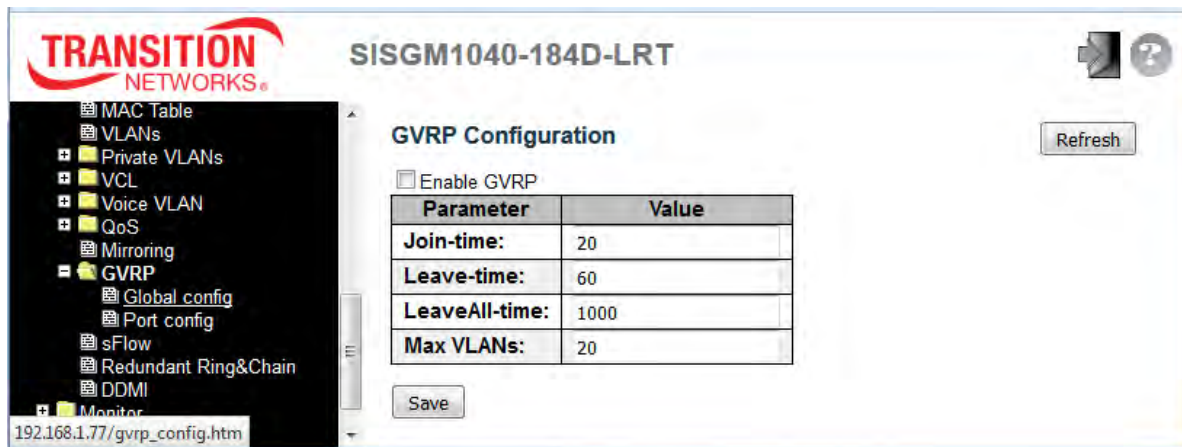 TRANSITION
NETWORKS®
SISGM1040-184D-LRT
?
MAC Table
VLANs
Private VLANs
VCL
Voice VLAN
QoS
Mirroring
GVRP
Global config
Port config
sFlow
Redundant Ring&Chain
DDMI
Monitor
192.168.1.77/gvrp_config.htm
GVRP Configuration
Refresh
Enable GVRP
Parameter Value
Join-time: 20
Leave-time: 60
LeaveAll-time: 1000
Max VLANs: 20
Save